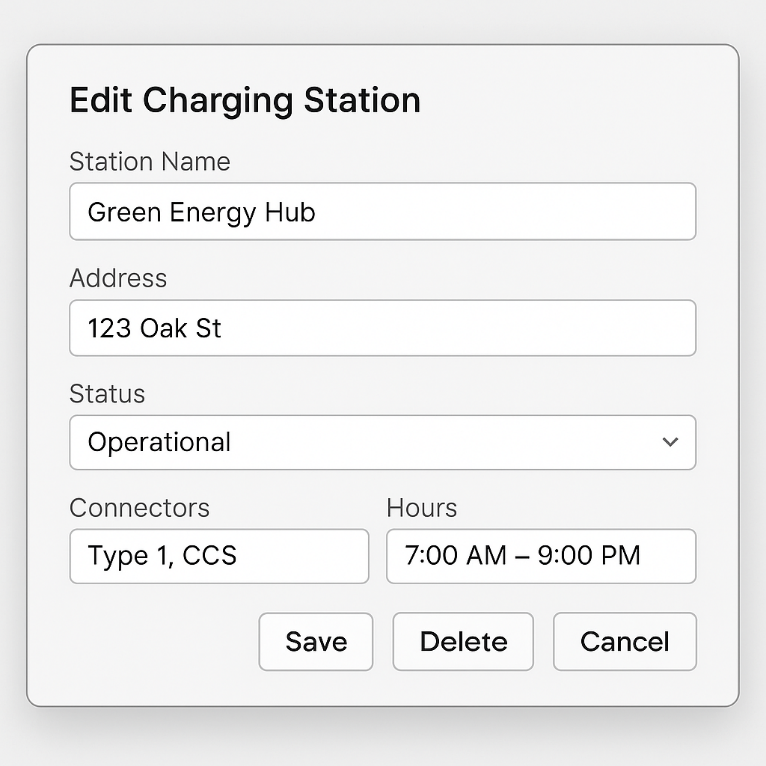 Edit Charging Station
Station Name
Green Energy Hub
Address
123 Oak St
Status
Operational
Connectors
Hours
Type 1, CCS
7:00 AM – 9:00 PM
Save
Delete
Cancel